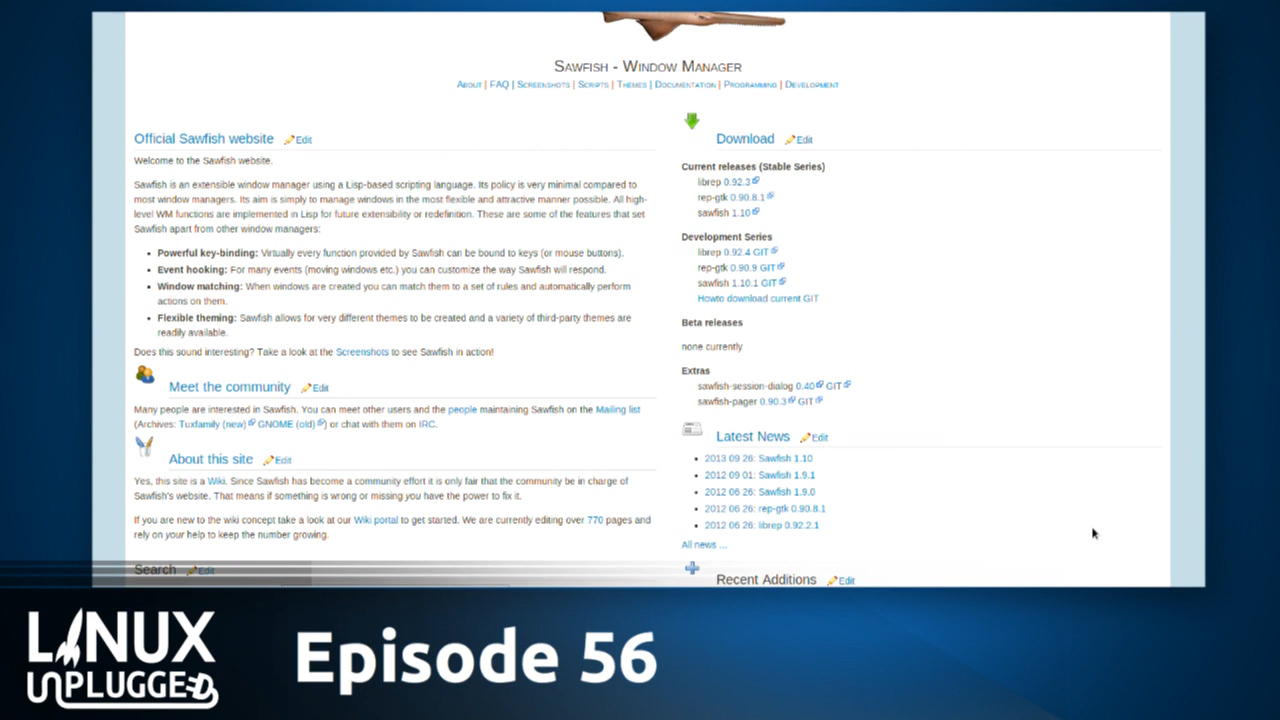 Sawfish - Window Manager
About | FAQ | Screenshots | Scripts | Themes | Documentation | Programming | Development
Official Sawfish website Edit
Welcome to the Sawfish website.
Sawfish is an extensible window manager using a Lisp-based scripting language. Its policy is very minimal compared to
most window managers. Its aim is simply to manage windows in the most flexible and attractive manner possible. All high-
level WM functions are implemented in Lisp for future extensibility or redefinition. These are some of the features that set
Sawfish apart from other window managers:
Powerful key-binding: Virtually every function provided by Sawfish can be bound to keys (or mouse buttons).
Event hooking: For many events (moving windows etc.) you can customize the way Sawfish will respond.
Window matching: When windows are created you can match them to a set of rules and automatically perform
actions on them.
Flexible theming: Sawfish allows for very different themes to be created and a variety of third-party themes are
readily available.
Does this sound interesting? Take a look at the Screenshots to see Sawfish in action!
Meet the community Edit
Many people are interested in Sawfish. You can meet other users and the people maintaining Sawfish on the Mailing list
(Archives: Tuxfamily (new) GNOME (old)) or chat with them on IRC.
About this site Edit
Yes, this site is a Wiki. Since Sawfish has become a community effort it is only fair that the community be in charge of
Sawfish's website. That means if something is wrong or missing you have the power to fix it.
If you are new to the wiki concept take a look at our Wiki portal to get started. We are currently editing over 770 pages and
rely on your help to keep the number growing.
Search Edit
Download Edit
Current releases (Stable Series)
librep 0.92.3
rep-gtk 0.90.8.1
sawfish 1.10
Development Series
librep 0.92.4 GIT
rep-gtk 0.90.9 GIT
sawfish 1.10.1 GIT
Howto download current GIT
Beta releases
none currently
Extras
sawfish-session-dialog 0.40 GIT
sawfish-pager 0.90.3 GIT
Latest News Edit
2013 09 26: Sawfish 1.10
2012 09 01: Sawfish 1.9.1
2012 06 26: Sawfish 1.9.0
2012 06 26: rep-gtk 0.90.8.1
2012 06 26: librep 0.92.2.1
All news ...
Recent Additions Edit
LINUX
UNPLUGGED
Episode 56